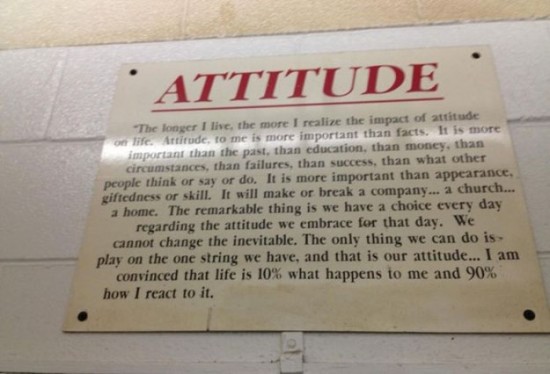 ATTITUDE
"The longer I live, the more I realize the impact of attitude
on life. Attitude, to me is more important than facts. It is more
important than the past, than education, than money, than
circumstances, than failures, than success, than what other
people think or say or do. It is more important than appearance,
giftedness or skill. It will make or break a company... a church...
a home. The remarkable thing is we have a choice every day
regarding the attitude we embrace for that day. We
cannot change the inevitable. The only thing we can do is
play on the one string we have, and that is our attitude... I am
convinced that life is 10% what happens to me and 90%
how I react to it.